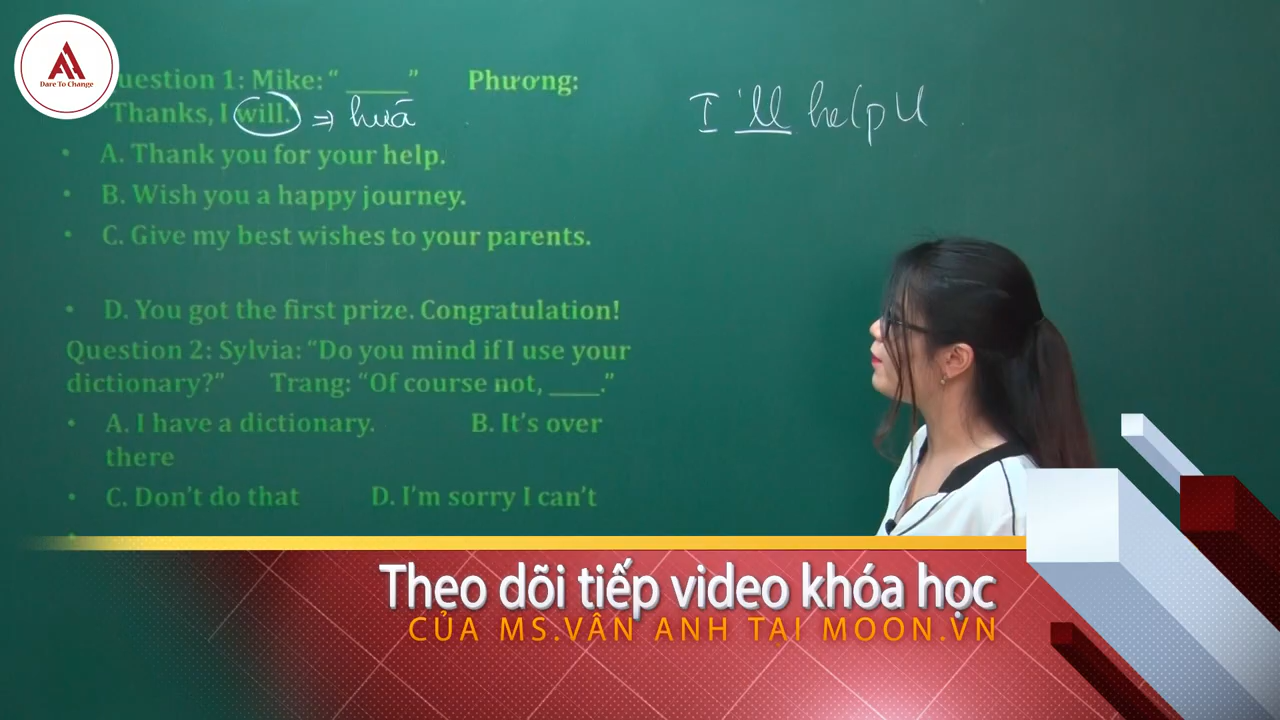 Dare To Change
uestion 1: Mike: “ _____” Phương:
"Thanks, I will." => hứa
I'll help U
• A. Thank you for your help.
• B. Wish you a happy journey.
• C. Give my best wishes to your parents.
• D. You got the first prize. Congratulation!
Question 2: Sylvia: “Do you mind if I use your
dictionary?” Trang: “Of course not, ____.”
• A. I have a dictionary. B. It’s over
there
• C. Don’t do that D. I’m sorry I can’t
Theo dõi tiếp video khóa học
CỦA MS.VÂN ANH TẠI MOON.VN